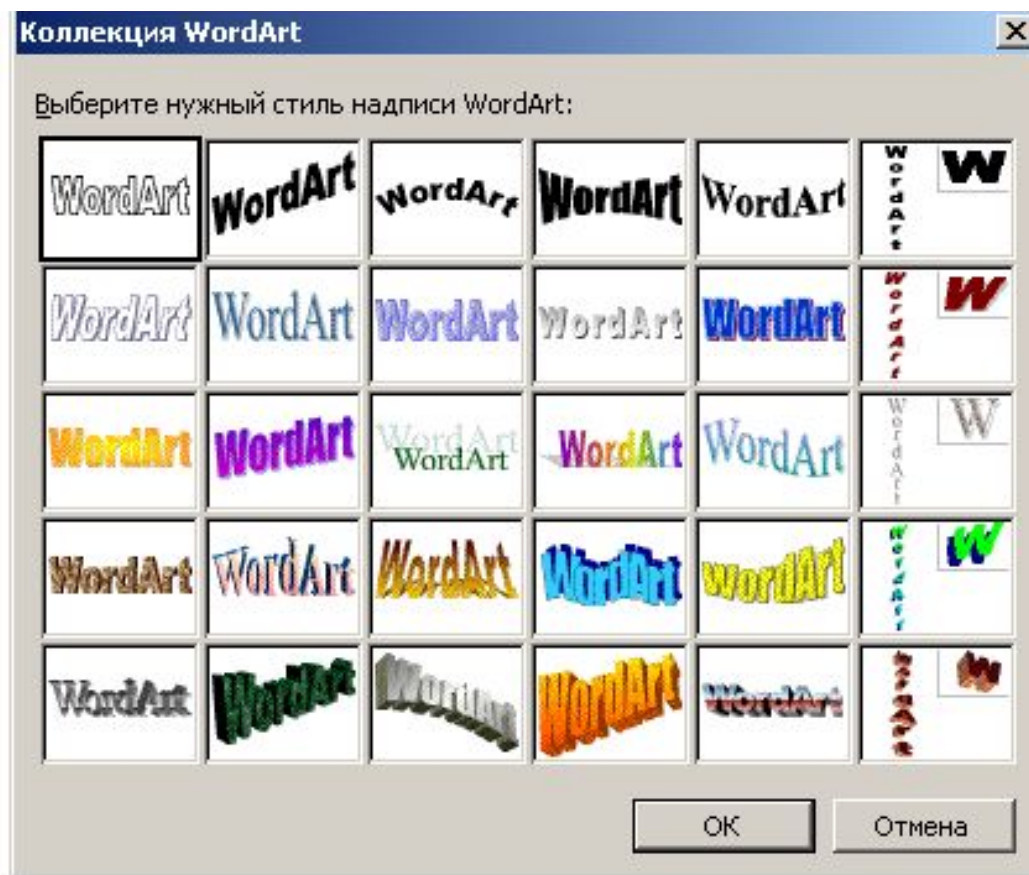 Коллекция WordArt
Выберите нужный стиль надписи WordArt:
WordArt WordArt WordArt WordArt WordArt WordArt W
WordArt WordArt WordArt WordArt WordArt WordArt W
WordArt WordArt WordArt WordArt WordArt WordArt WordArt W
WordArt WordArt WordArt WordArt WordArt WordArt W
WordArt WordArt WordArt WordArt WordArt WordArt W
ОК Отмена